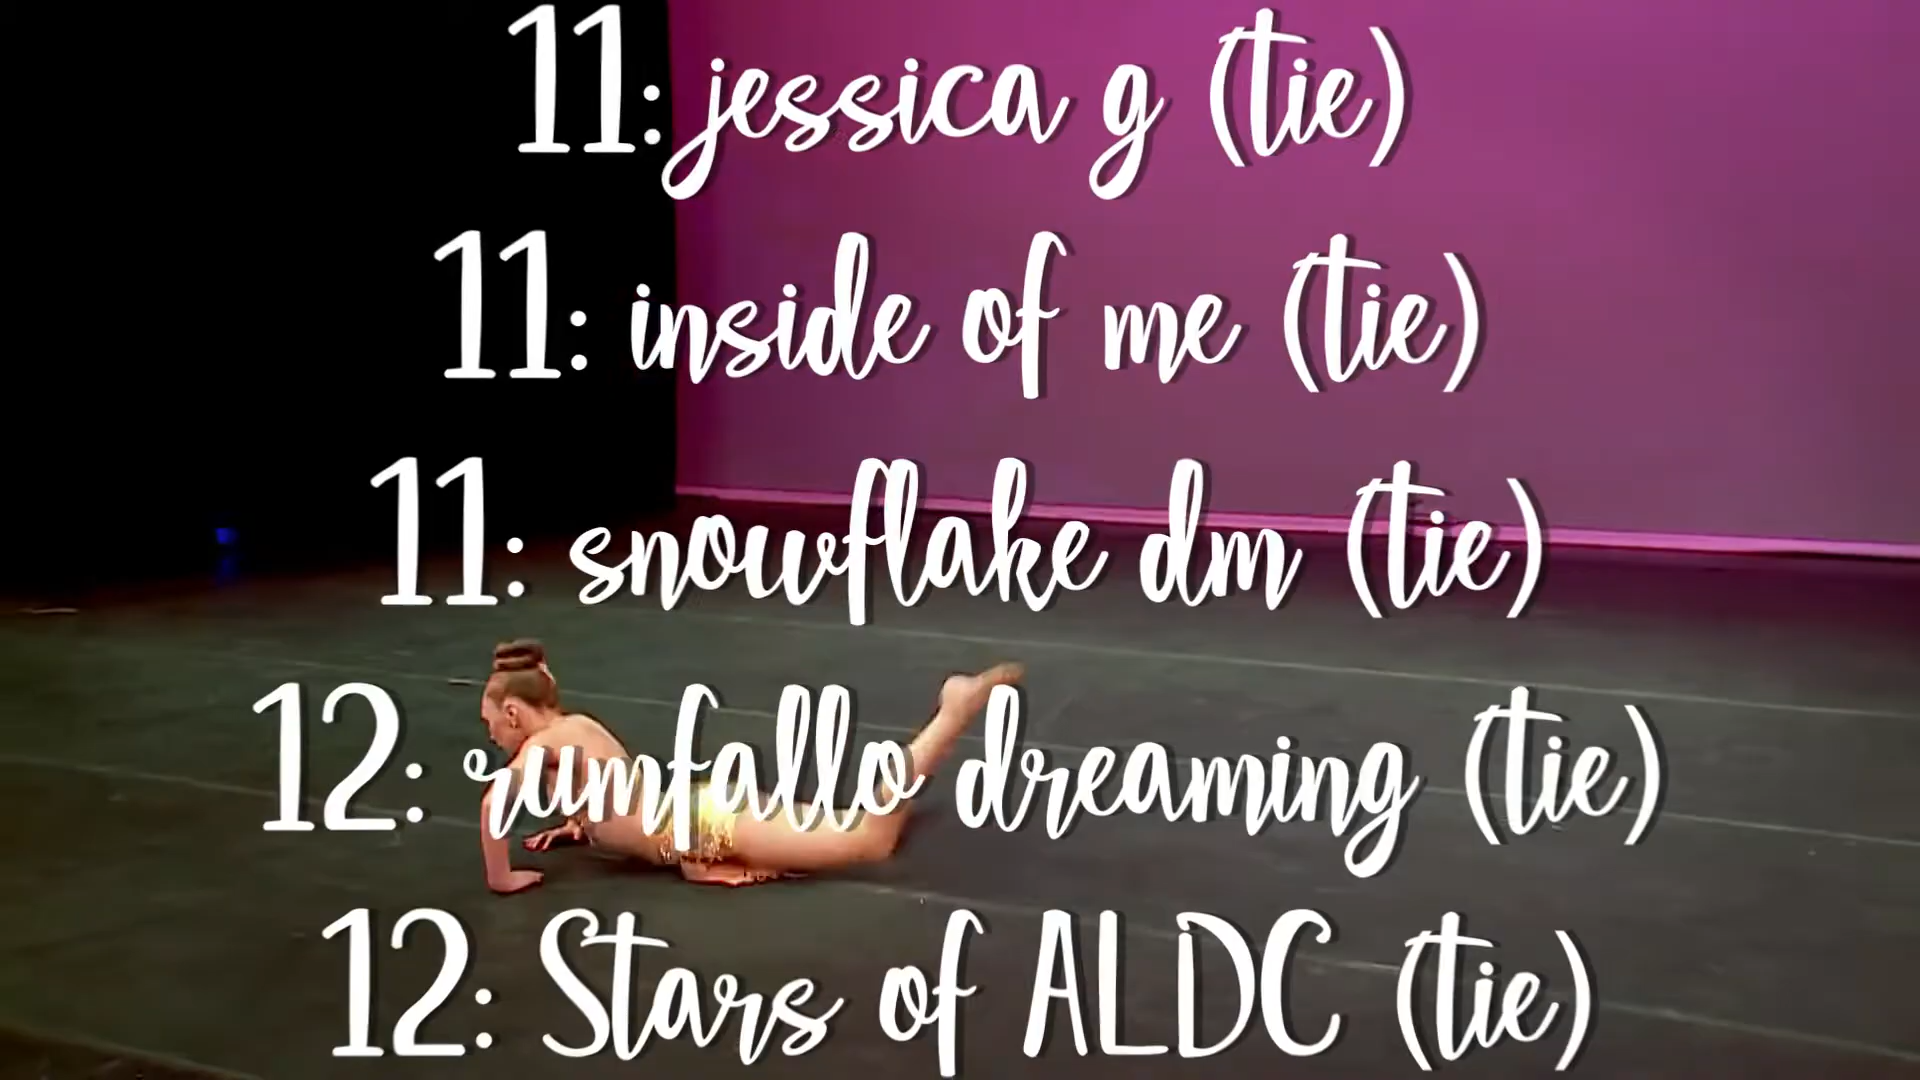 11: jessica g (tie)
11: inside of me (tie)
11: snowflake dm (tie)
12: rumfallo dreaming (tie)
12: Stars of ALDC (tie)